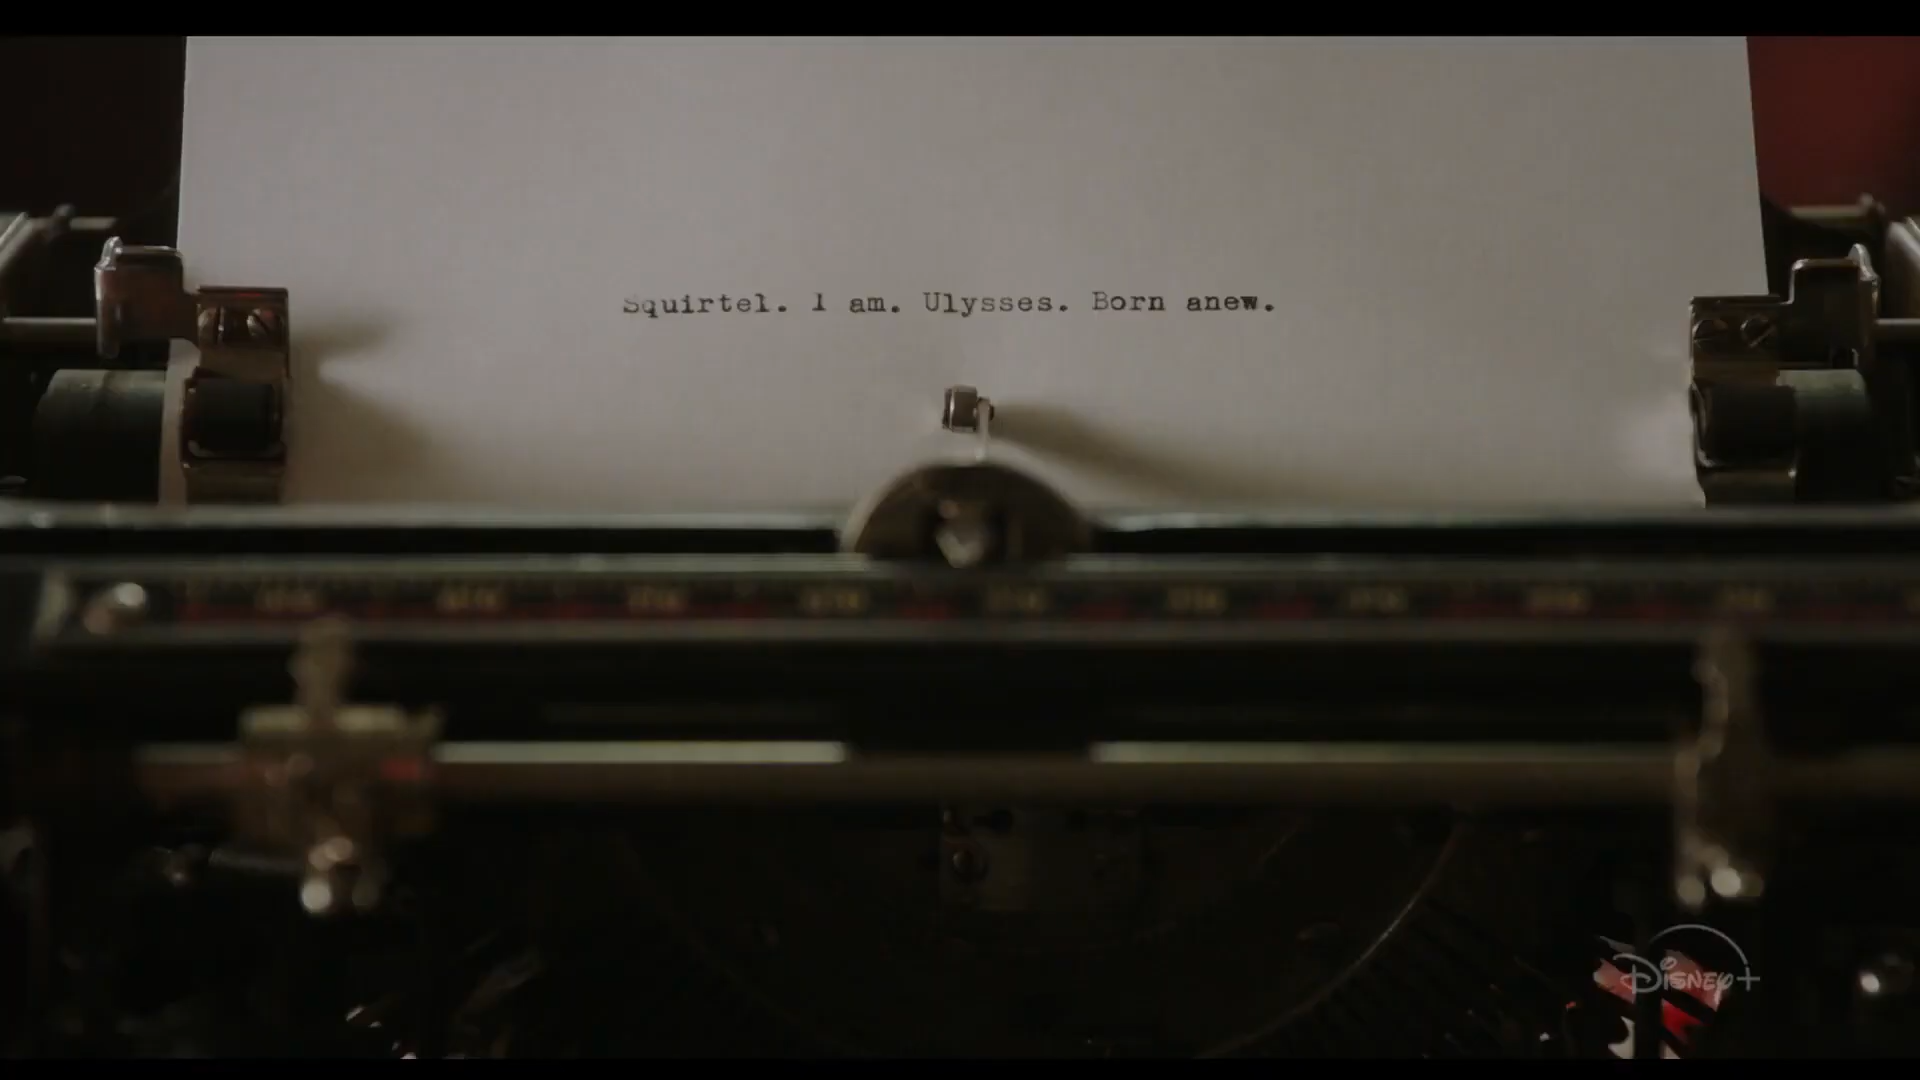 Squirtel. I am. Ulysses. Born anew.
Disney+